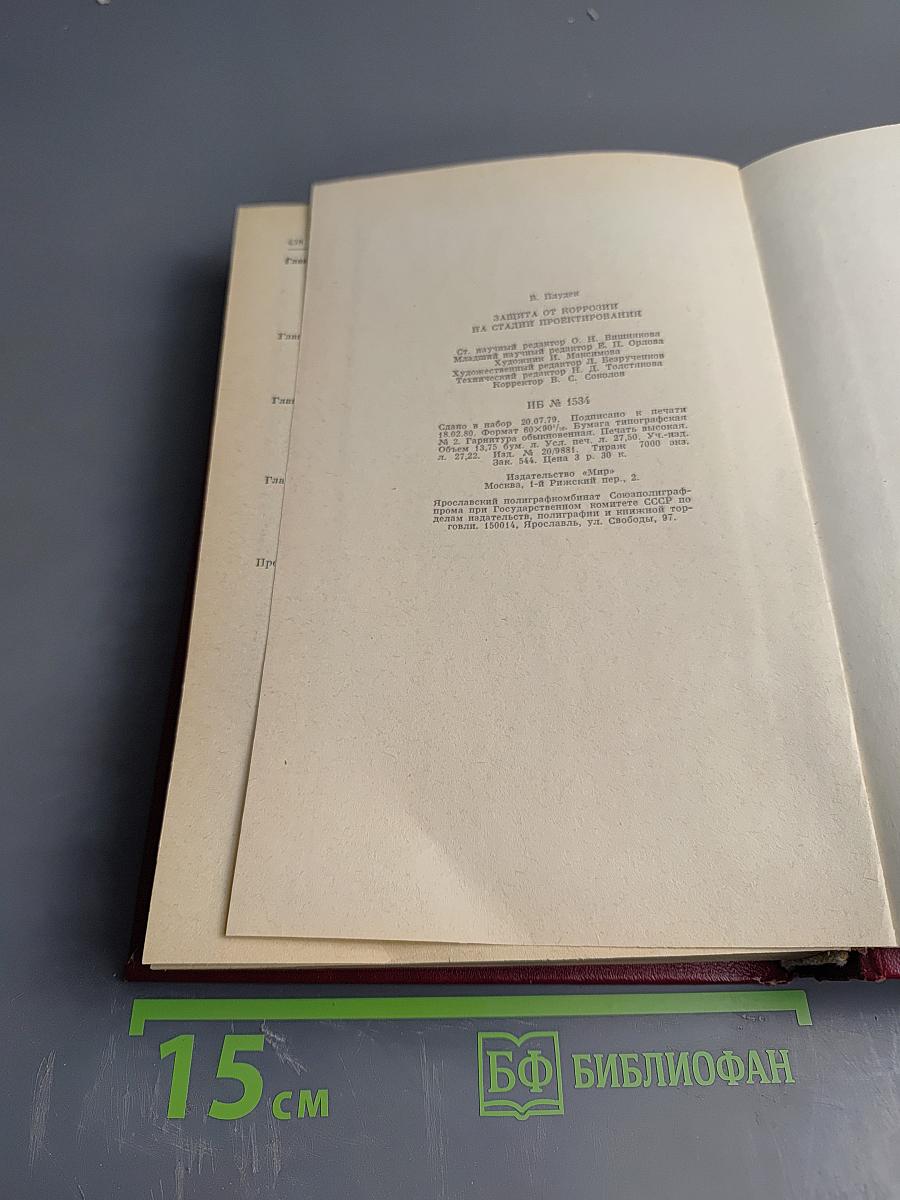 В. Плудек
ЗАЩИТА ОТ КОРРОЗИИ
НА СТАДИИ ПРОЕКТИРОВАНИЯ
Ст. научный редактор О. Н. Вишнякова
Младший научный редактор Е. П. Орлова
Художник И. Максимова
Художественный редактор Л. Безрученков
Технический редактор Н. Д. Толстякова
Корректор В. С. Соколов
ИБ № 1534
Сдано в набор 20.07.79. Подписано к печати
18.02.80. Формат 60×90¹/₁₆. Бумага типографская
№ 2. Гарнитура обыкновенная. Печать высокая.
Объем 13,75 бум. л. Усл. печ. л. 27,50. Уч.-изд.
л. 27,22. Изд. № 20/9881. Тираж 7000 экз.
Зак. 544. Цена 3 р. 30 к.
Издательство «Мир»
Москва, 1-й Рижский пер., 2.
Ярославский полиграфкомбинат Союзполиграф-
прома при Государственном комитете СССР по
делам издательств, полиграфии и книжной тор-
говли. 150014, Ярославль, ул. Свободы, 97.
Глав
Глав
Гла
Пре
15 см
БФ БИБЛИОФАН